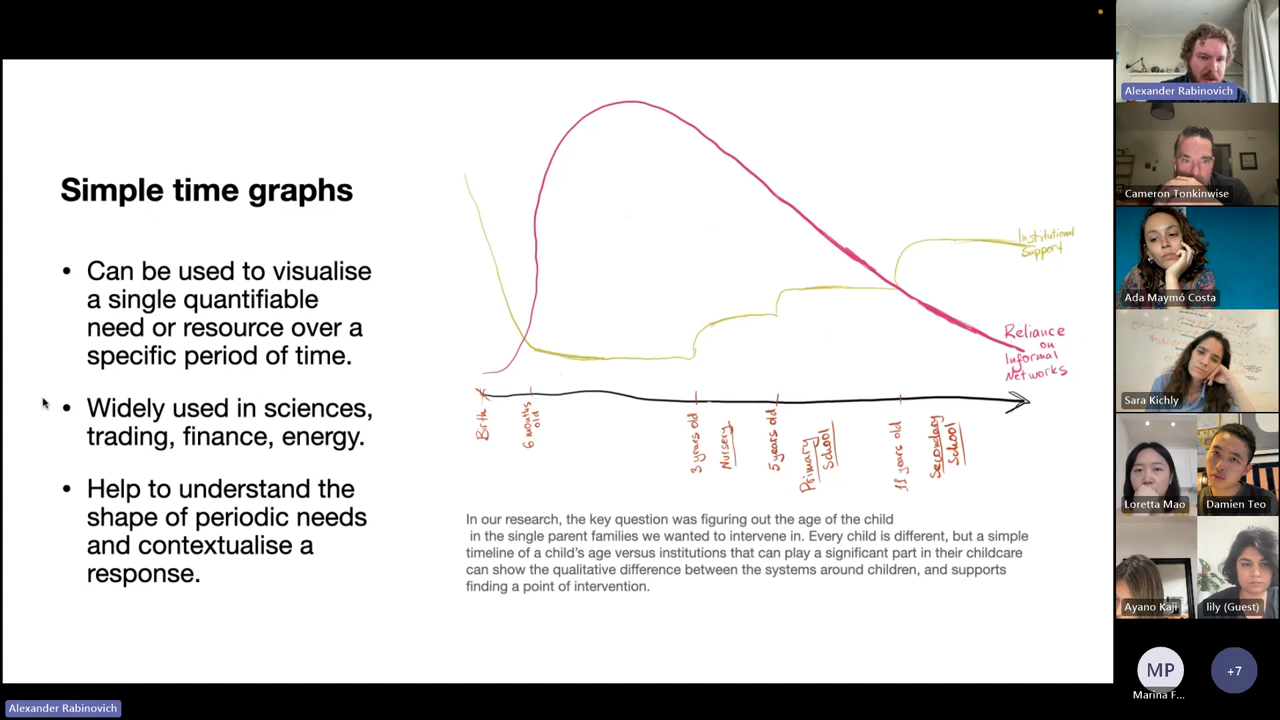 Simple time graphs
• Can be used to visualise
a single quantifiable
need or resource over a
specific period of time.
• Widely used in sciences,
trading, finance, energy.
• Help to understand the
shape of periodic needs
and contextualise a
response.
Institutional
Support
Reliance
on
Informal
Networks
Birth
6 months
old
3 years old
Nursery
5 years old
Primary
School
11 years old
Secondary
School
In our research, the key question was figuring out the age of the child
in the single parent families we wanted to intervene in. Every child is different, but a simple
timeline of a child's age versus institutions that can play a significant part in their childcare
can show the qualitative difference between the systems around children, and supports
finding a point of intervention.
Alexander Rabinovich
Cameron Tonkinwise
Ada Maymó Costa
Sara Kichly
Loretta Mao
Damien Teo
Ayano Kaji
lily (Guest)
MP
Marina F...
+7
Alexander Rabinovich